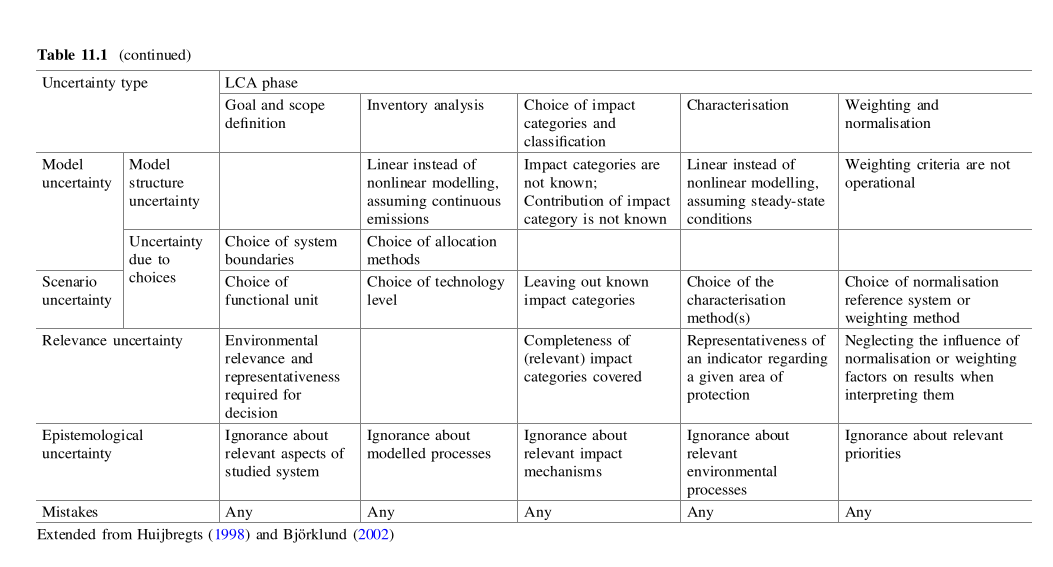 Table 11.1 (continued)
Uncertainty type
LCA phase
Goal and scope
definition
Inventory analysis
Choice of impact
categories and
classification
Characterisation
Weighting and
normalisation
Model
uncertainty
Model
structure
uncertainty
Linear instead of
nonlinear modelling,
assuming continuous
emissions
Impact categories are
not known;
Contribution of impact
category is not known
Linear instead of
nonlinear modelling,
assuming steady-state
conditions
Weighting criteria are not
operational
Uncertainty
due to
choices
Choice of system
boundaries
Choice of allocation
methods
Scenario
uncertainty
Choice of
functional unit
Choice of technology
level
Leaving out known
impact categories
Choice of the
characterisation
method(s)
Choice of normalisation
reference system or
weighting method
Relevance uncertainty
Environmental
relevance and
representativeness
required for
decision
Completeness of
(relevant) impact
categories covered
Representativeness of
an indicator regarding
a given area of
protection
Neglecting the influence of
normalisation or weighting
factors on results when
interpreting them
Epistemological
uncertainty
Ignorance about
relevant aspects of
studied system
Ignorance about
modelled processes
Ignorance about
relevant impact
mechanisms
Ignorance about
relevant
environmental
processes
Ignorance about relevant
priorities
Mistakes
Any
Any
Any
Any
Any
Extended from Huijbregts (1998) and Björklund (2002)